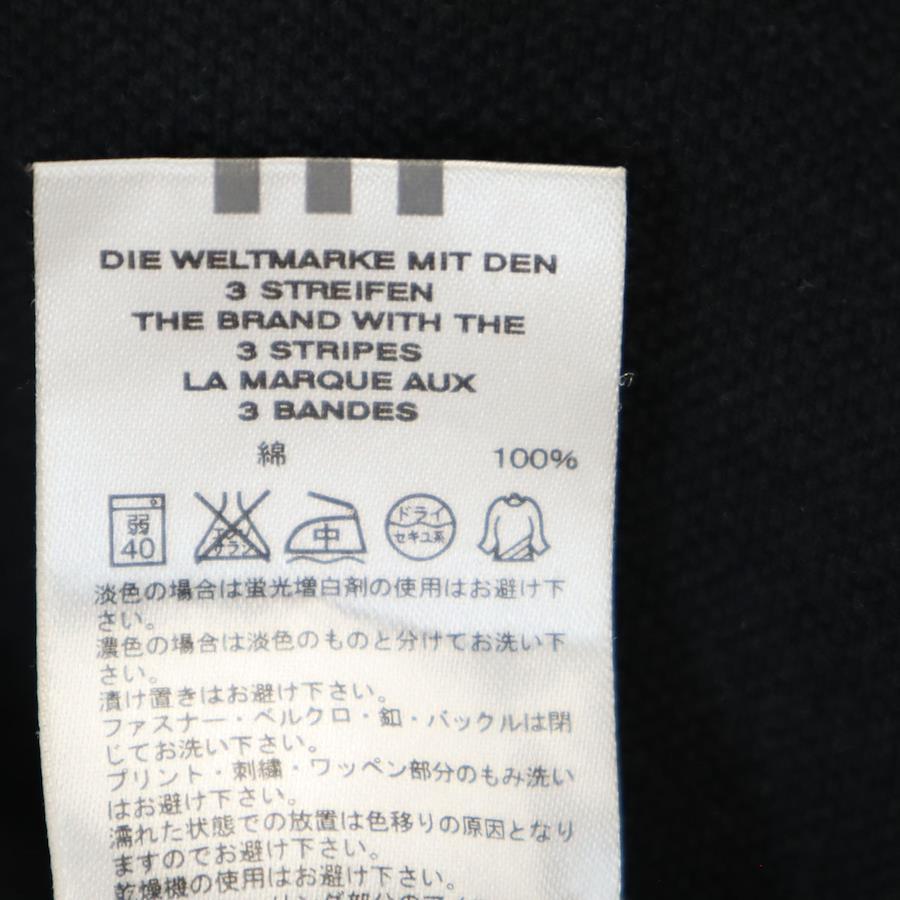 DIE WELTMARKE MIT DEN
3 STREIFEN
THE BRAND WITH THE
3 STRIPES
LA MARQUE AUX
3 BANDES
綿 100%
弱 中 ドライ
40 セキユ系
淡色の場合は蛍光増白剤の使用はお避け下
さい。
濃色の場合は淡色のものと分けてお洗い下
さい。
漬け置きはお避け下さい。
ファスナー・ベルクロ・釦・バックルは閉
じてお洗い下さい。
プリント・刺繍・ワッペン部分のもみ洗い
はお避け下さい。
濡れた状態での放置は色移りの原因となり
ますのでお避け下さい。
乾燥機の使用はお避け下さい。